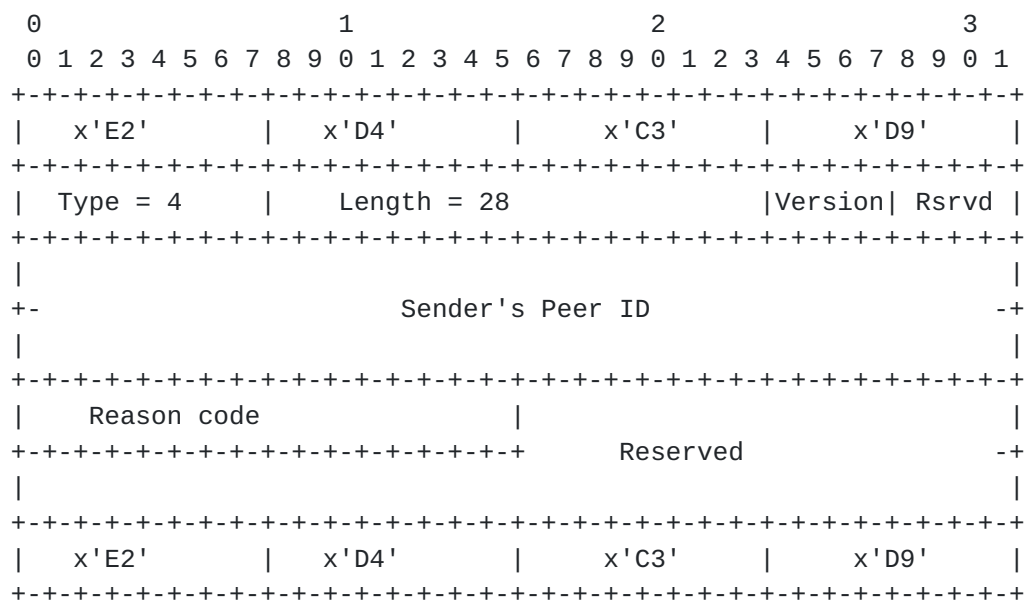 0                   1                   2                   3
 0 1 2 3 4 5 6 7 8 9 0 1 2 3 4 5 6 7 8 9 0 1 2 3 4 5 6 7 8 9 0 1
+-+-+-+-+-+-+-+-+-+-+-+-+-+-+-+-+-+-+-+-+-+-+-+-+-+-+-+-+-+-+-+-+
|   x'E2'       |   x'D4'       |     x'C3'     |     x'D9'     |
+-+-+-+-+-+-+-+-+-+-+-+-+-+-+-+-+-+-+-+-+-+-+-+-+-+-+-+-+-+-+-+-+
|  Type = 4     |    Length = 28                |Version| Rsrvd |
+-+-+-+-+-+-+-+-+-+-+-+-+-+-+-+-+-+-+-+-+-+-+-+-+-+-+-+-+-+-+-+-+
|                                                               |
+-                       Sender's Peer ID                      -+
|                                                               |
+-+-+-+-+-+-+-+-+-+-+-+-+-+-+-+-+-+-+-+-+-+-+-+-+-+-+-+-+-+-+-+-+
|    Reason code                |                               |
+-+-+-+-+-+-+-+-+-+-+-+-+-+-+-+-+      Reserved                -+
|                                                               |
+-+-+-+-+-+-+-+-+-+-+-+-+-+-+-+-+-+-+-+-+-+-+-+-+-+-+-+-+-+-+-+-+
|   x'E2'       |   x'D4'       |     x'C3'     |     x'D9'     |
+-+-+-+-+-+-+-+-+-+-+-+-+-+-+-+-+-+-+-+-+-+-+-+-+-+-+-+-+-+-+-+-+